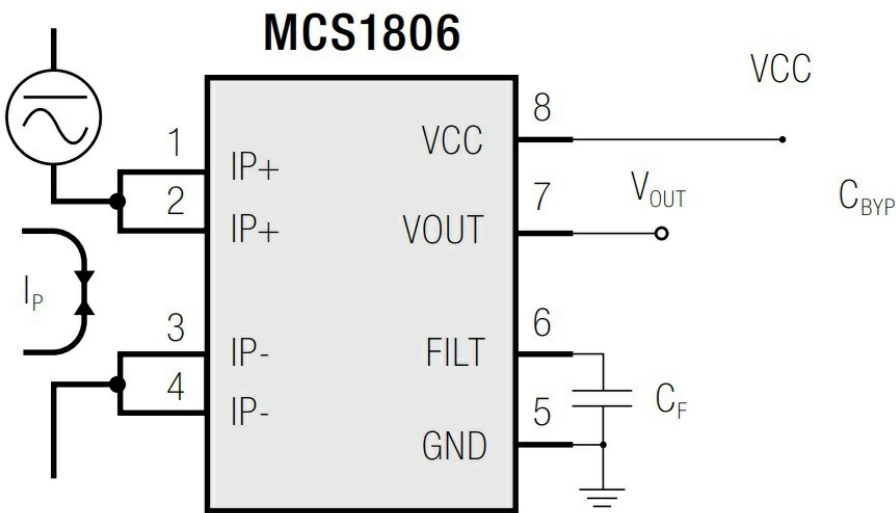 MCS1806
VCC
1
IP+
VCC
8
2
IP+
VOUT
7
V_OUT
C_BYP
I_P
3
IP-
FILT
6
4
IP-
5
C_F
GND